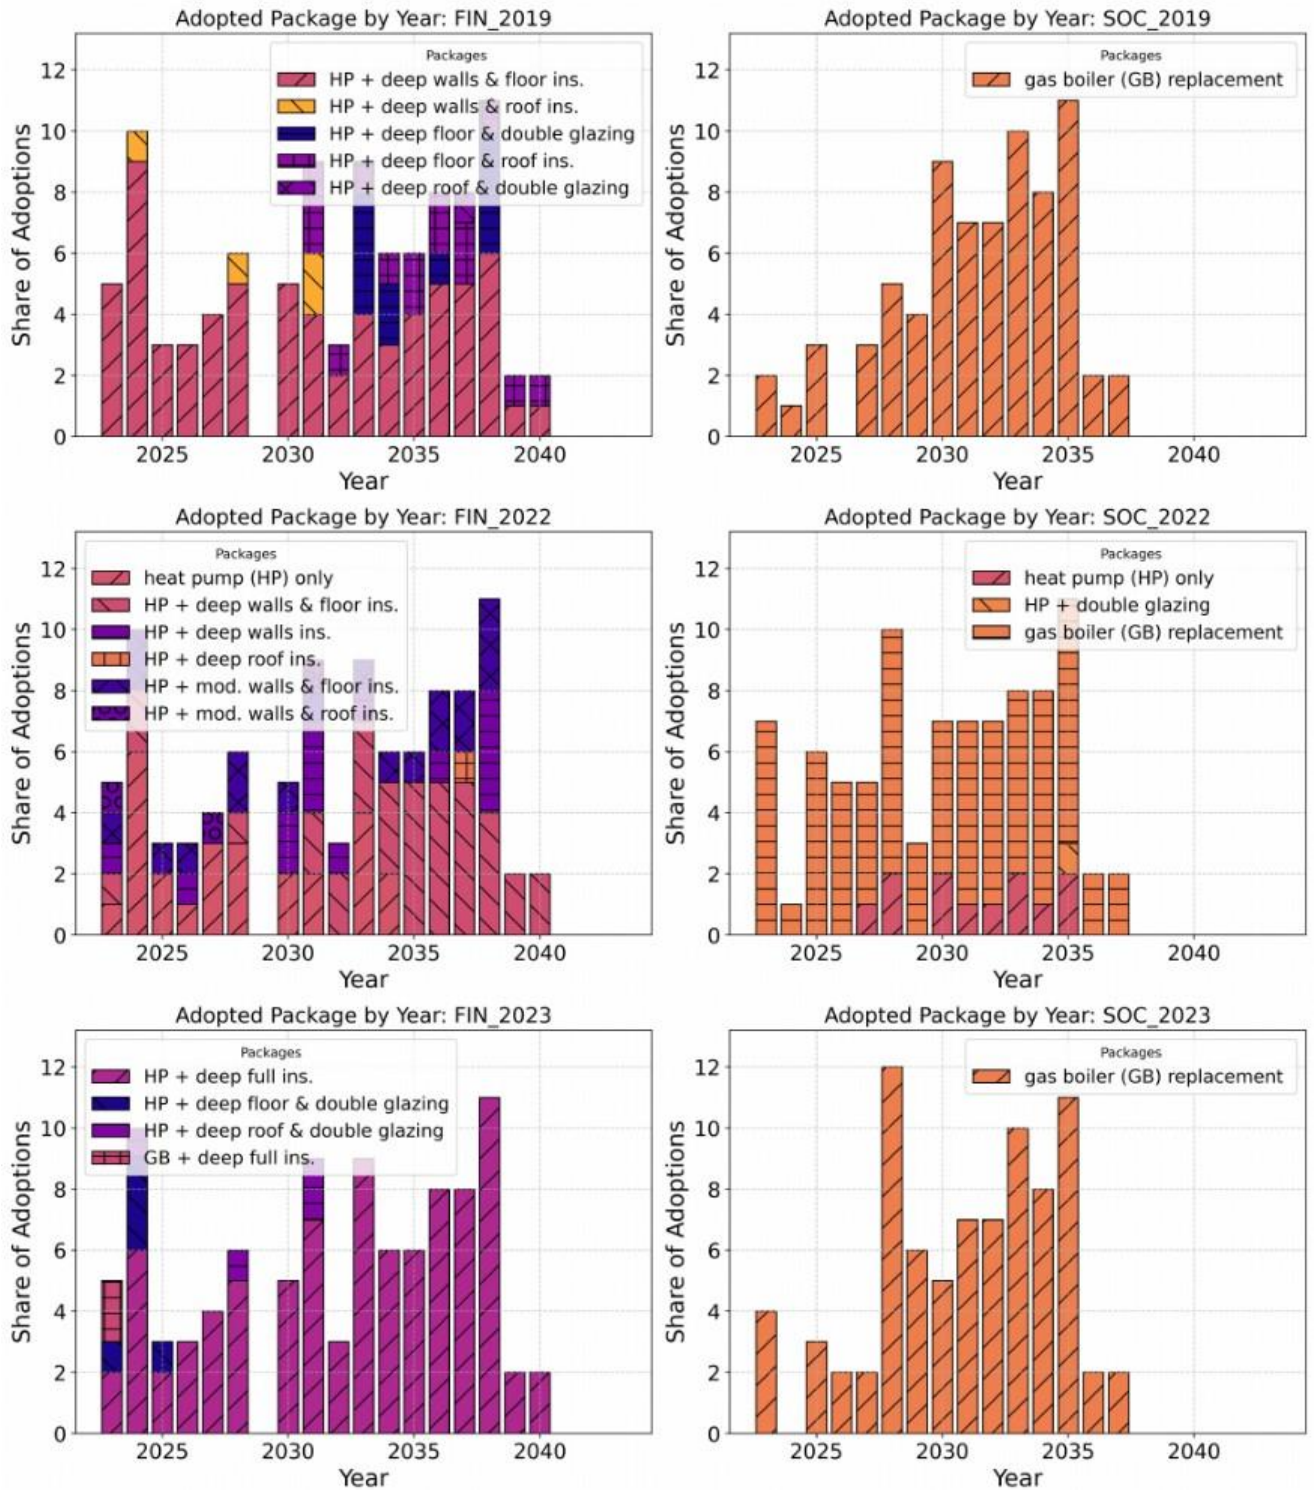 Adopted Package by Year: FIN_2019
Share of Adoptions
12
10
8
6
4
2
0
Packages
HP + deep walls & floor ins.
HP + deep walls & roof ins.
HP + deep floor & double glazing
HP + deep floor & roof ins.
HP + deep roof & double glazing
2025 2030 2035 2040
Year
Adopted Package by Year: SOC_2019
Share of Adoptions
12
10
8
6
4
2
0
Packages
gas boiler (GB) replacement
2025 2030 2035 2040
Year
Adopted Package by Year: FIN_2022
Share of Adoptions
12
10
8
6
4
2
0
Packages
heat pump (HP) only
HP + deep walls & floor ins.
HP + deep walls ins.
HP + deep roof ins.
HP + mod. walls & floor ins.
HP + mod. walls & roof ins.
2025 2030 2035 2040
Year
Adopted Package by Year: SOC_2022
Share of Adoptions
12
10
8
6
4
2
0
Packages
heat pump (HP) only
HP + double glazing
gas boiler (GB) replacement
2025 2030 2035 2040
Year
Adopted Package by Year: FIN_2023
Share of Adoptions
12
10
8
6
4
2
0
Packages
HP + deep full ins.
HP + deep floor & double glazing
HP + deep roof & double glazing
GB + deep full ins.
2025 2030 2035 2040
Year
Adopted Package by Year: SOC_2023
Share of Adoptions
12
10
8
6
4
2
0
Packages
gas boiler (GB) replacement
2025 2030 2035 2040
Year